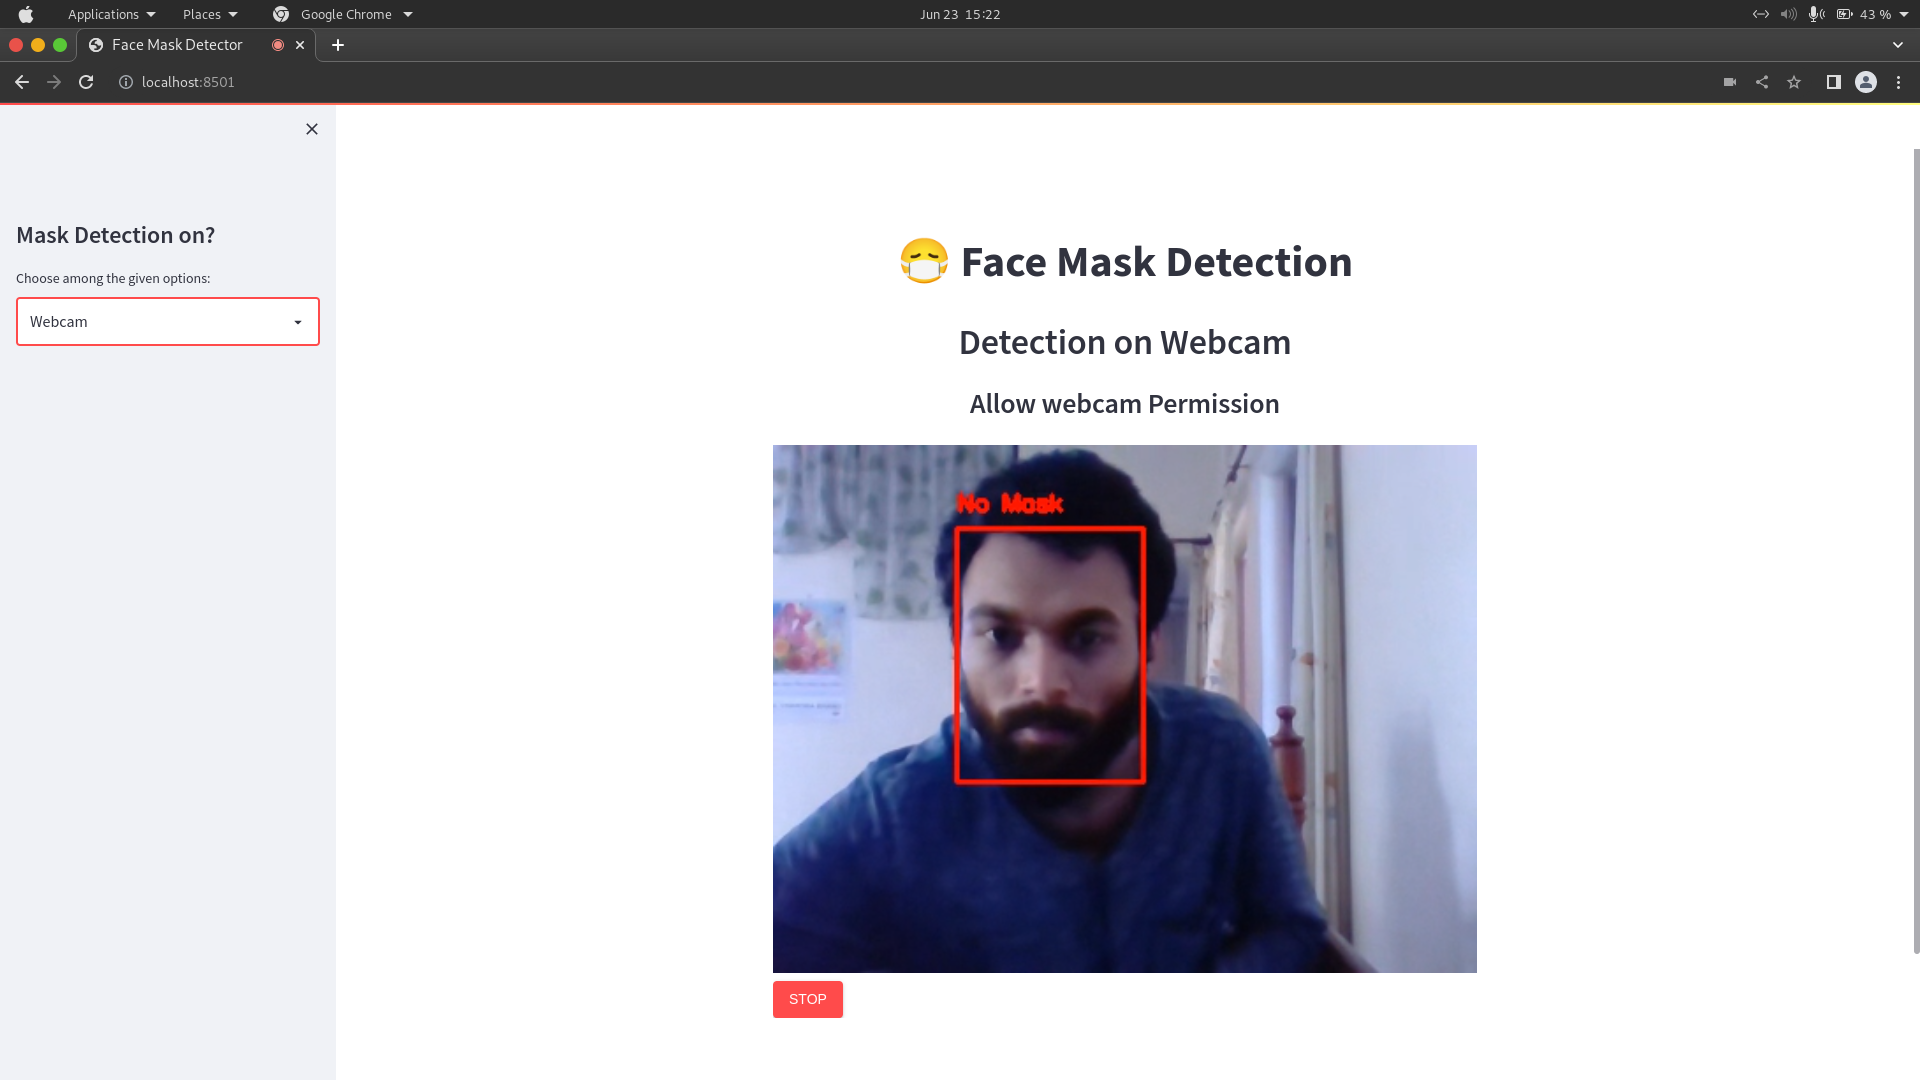 Applications Places Google Chrome Jun 23 15:22 43 %
Face Mask Detector
localhost:8501
Mask Detection on?
Choose among the given options:
Webcam
😷 Face Mask Detection
Detection on Webcam
Allow webcam Permission
No Mask
STOP